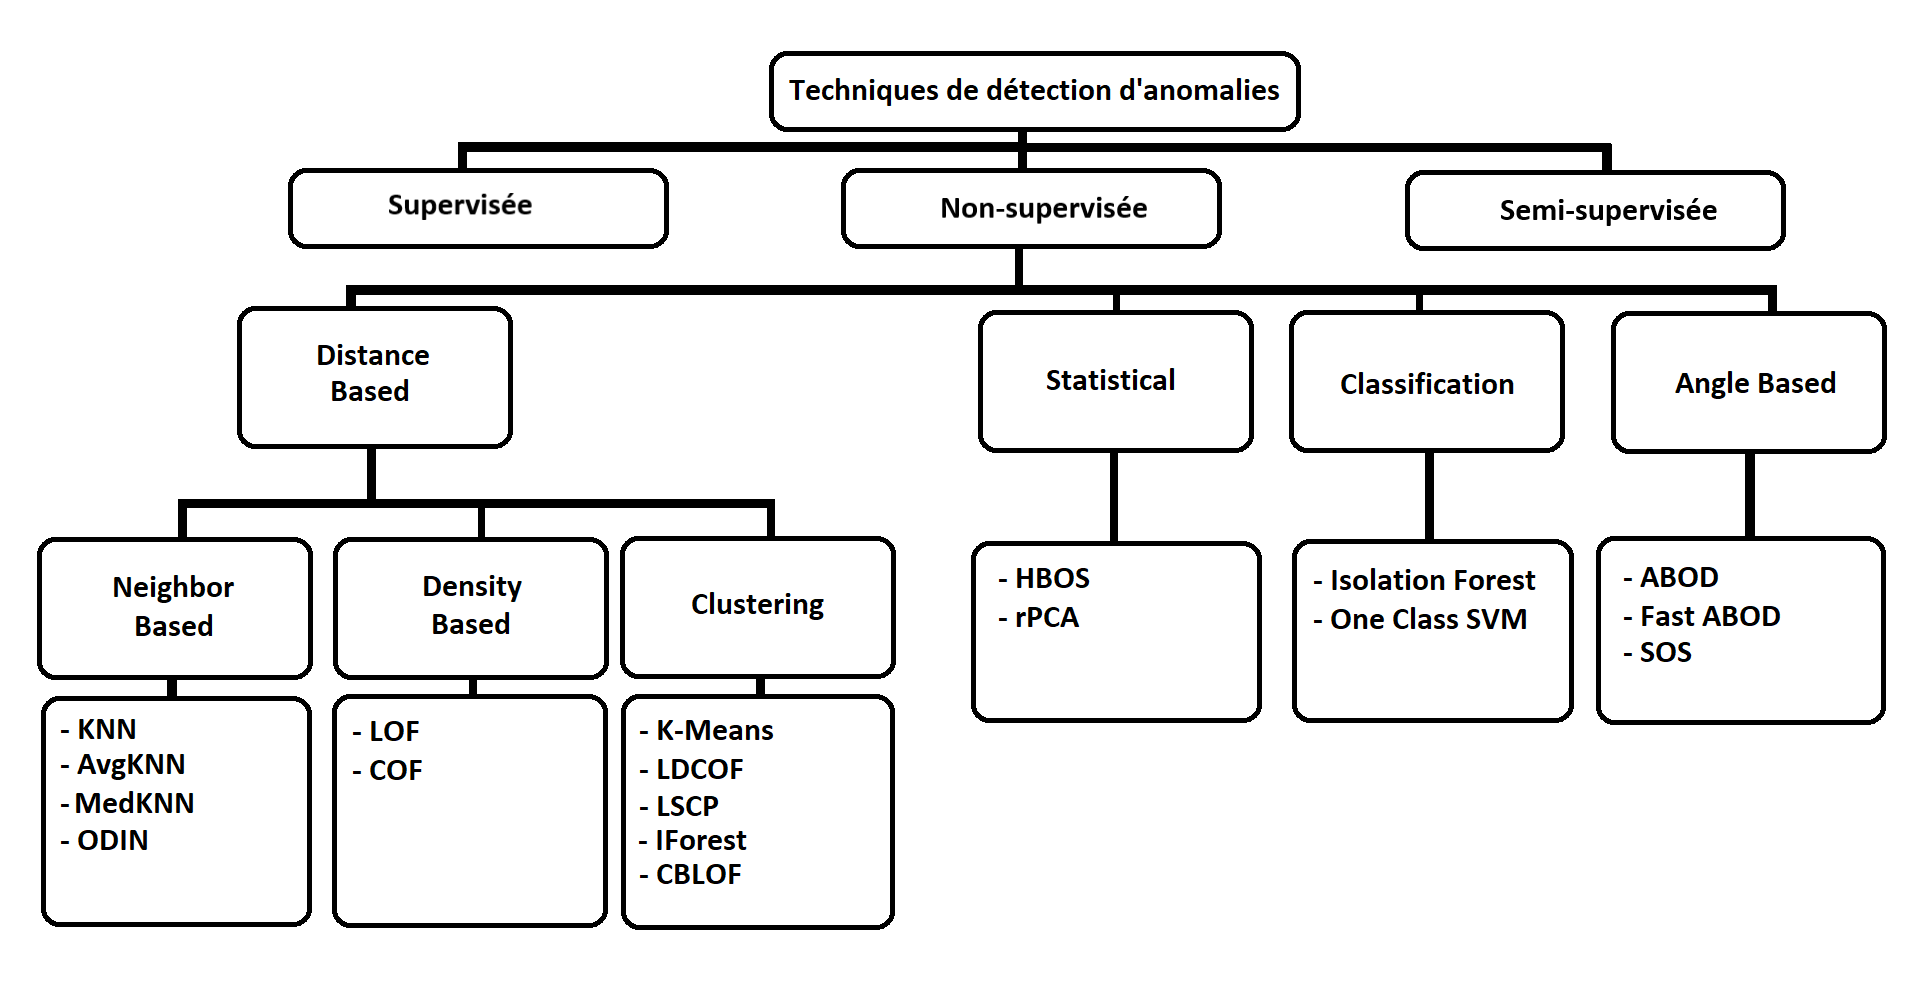 Techniques de détection d'anomalies
Supervisée
Non-supervisée
Semi-supervisée
Distance
Based
Statistical
Classification
Angle Based
Neighbor
Based
Density
Based
Clustering
- HBOS
- rPCA
- Isolation Forest
- One Class SVM
- ABOD
- Fast ABOD
- SOS
- KNN
- AvgKNN
- MedKNN
- ODIN
- LOF
- COF
- K-Means
- LDCOF
- LSCP
- IForest
- CBLOF